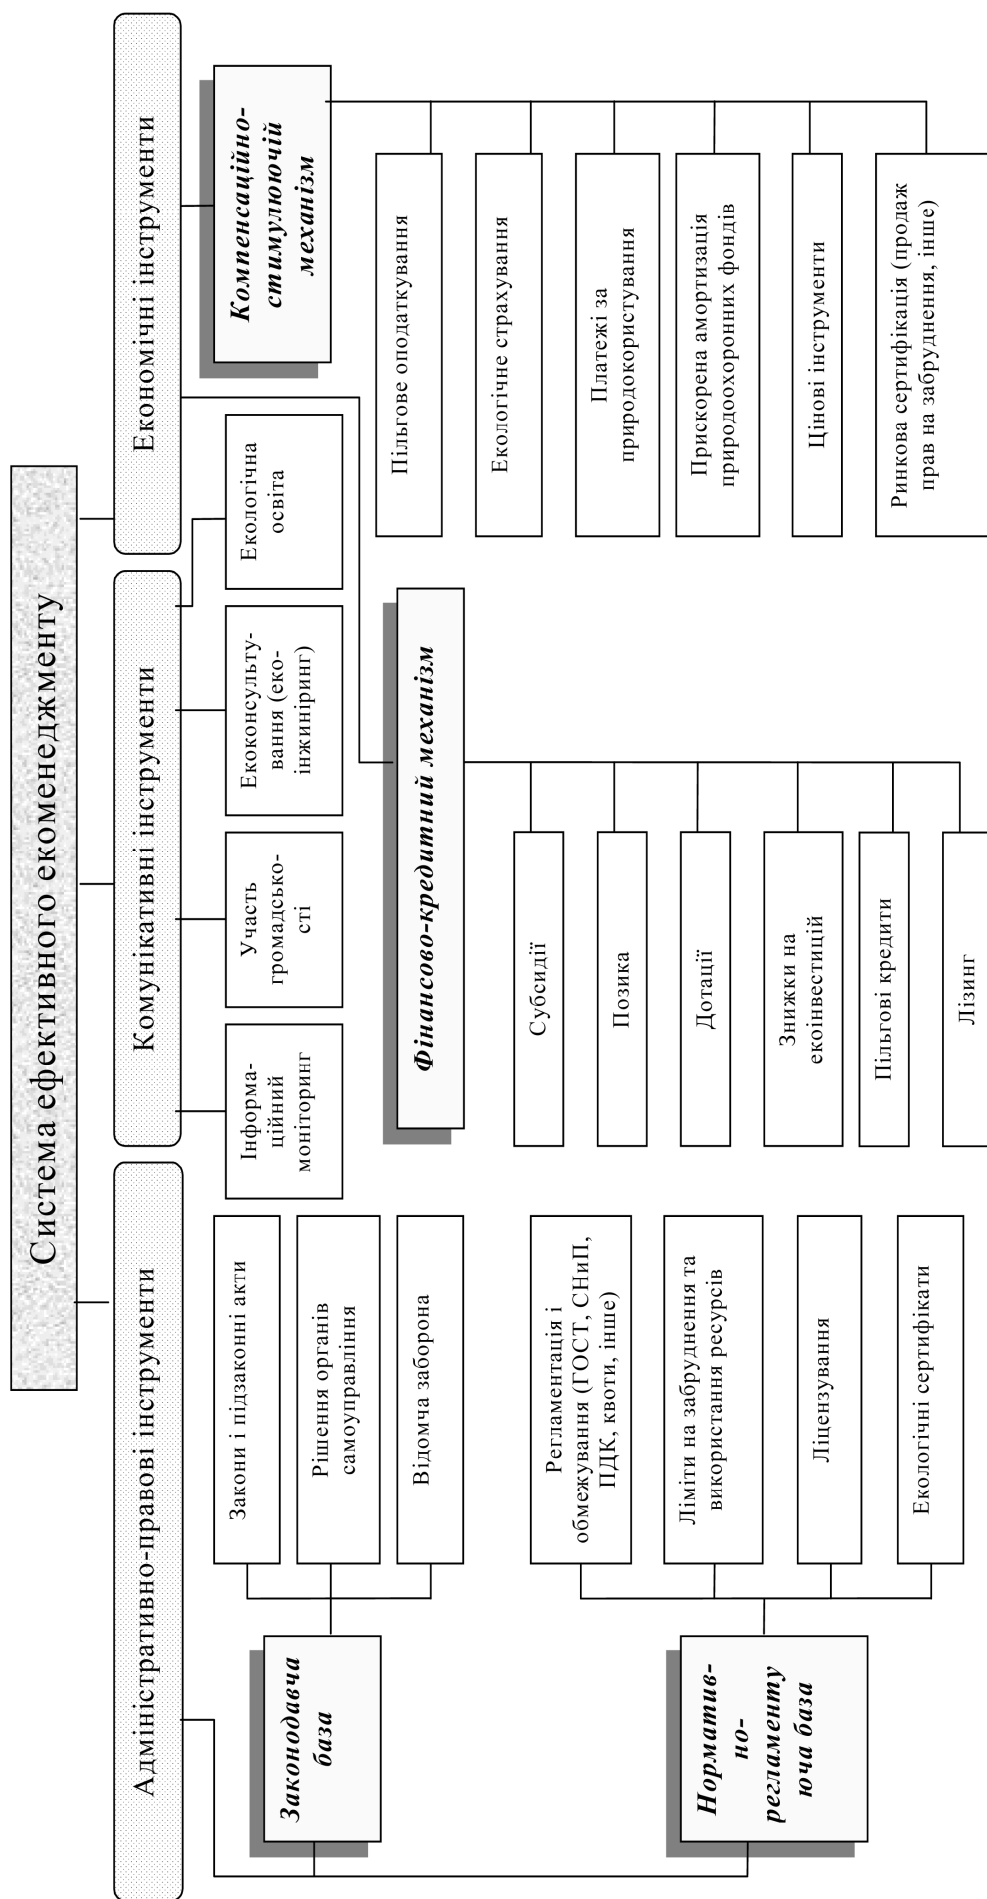 Система ефективного екоменеджменту
Адміністративно-правові інструменти
Комунікативні інструменти
Економічні інструменти
Законодавча
база
Закони і підзаконні акти
Рішення органів
самоуправління
Відомча заборона
Норматив-
но-
регламенту
юча база
Регламентація і
обмежування (ГОСТ, СНиП,
ПДК, квоти, інше)
Ліміти на забруднення та
використання ресурсів
Ліцензування
Екологічні сертифікати
Інформа-
ційний
моніторинг
Участь
громадсько-
сті
Екоконсульту-
вання (еко-
інжиніринг)
Екологічна
освіта
Фінансово-кредитний механізм
Субсидії
Позика
Дотації
Знижки на
екоінвестицій
Пільгові кредити
Лізинг
Компенсаційно-
стимулюючій
механізм
Пільгове оподаткування
Екологічне страхування
Платежі за
природокористування
Прискорена амортизація
природоохоронних фондів
Цінові інструменти
Ринкова сертифікація (продаж
прав на забруднення, інше)